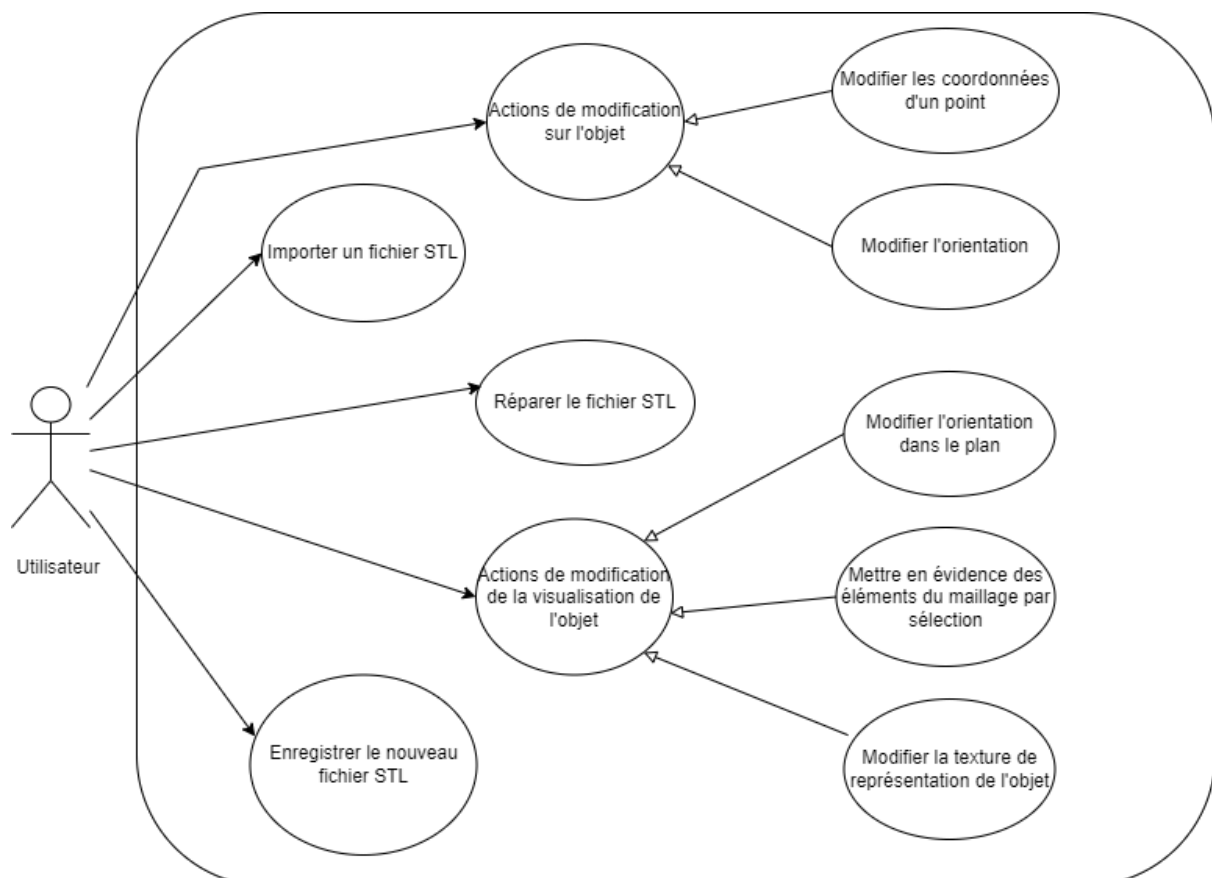 Modifier les coordonnées
d'un point
Actions de modification
sur l'objet
Importer un fichier STL
Modifier l'orientation
Réparer le fichier STL
Modifier l'orientation
dans le plan
Utilisateur
Actions de modification
de la visualisation de
l'objet
Mettre en évidence des
éléments du maillage par
sélection
Enregistrer le nouveau
fichier STL
Modifier la texture de
représentation de l'objet